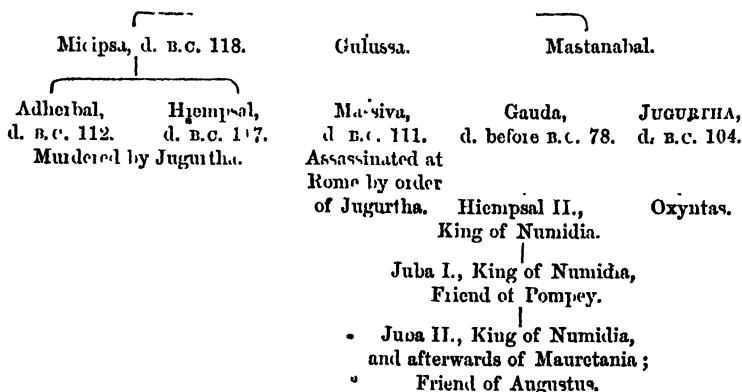 Micipsa, d. B.C. 118. Gulussa. Mastanabal.
Adherbal, Hiempsal, Massiva, Gauda, JUGURTHA,
d. B.C. 112. d. B.C. 117. d B.C. 111. d. before B.C. 78. d. B.C. 104.
Murdered by Jugurtha. Assassinated at
Rome by order
of Jugurtha. Hiempsal II., Oxyntas.
King of Numidia.
Juba I., King of Numidia,
Friend of Pompey.
Juba II., King of Numidia,
and afterwards of Mauretania;
Friend of Augustus.